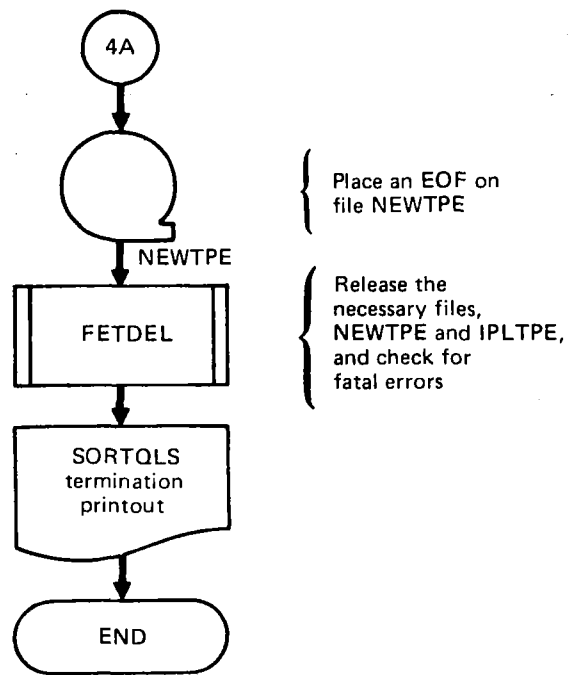 4A
Place an EOF on
file NEWTPE
NEWTPE
FETDEL
Release the
necessary files,
NEWTPE and IPLTPE,
and check for
fatal errors
SORTQLS
termination
printout
END